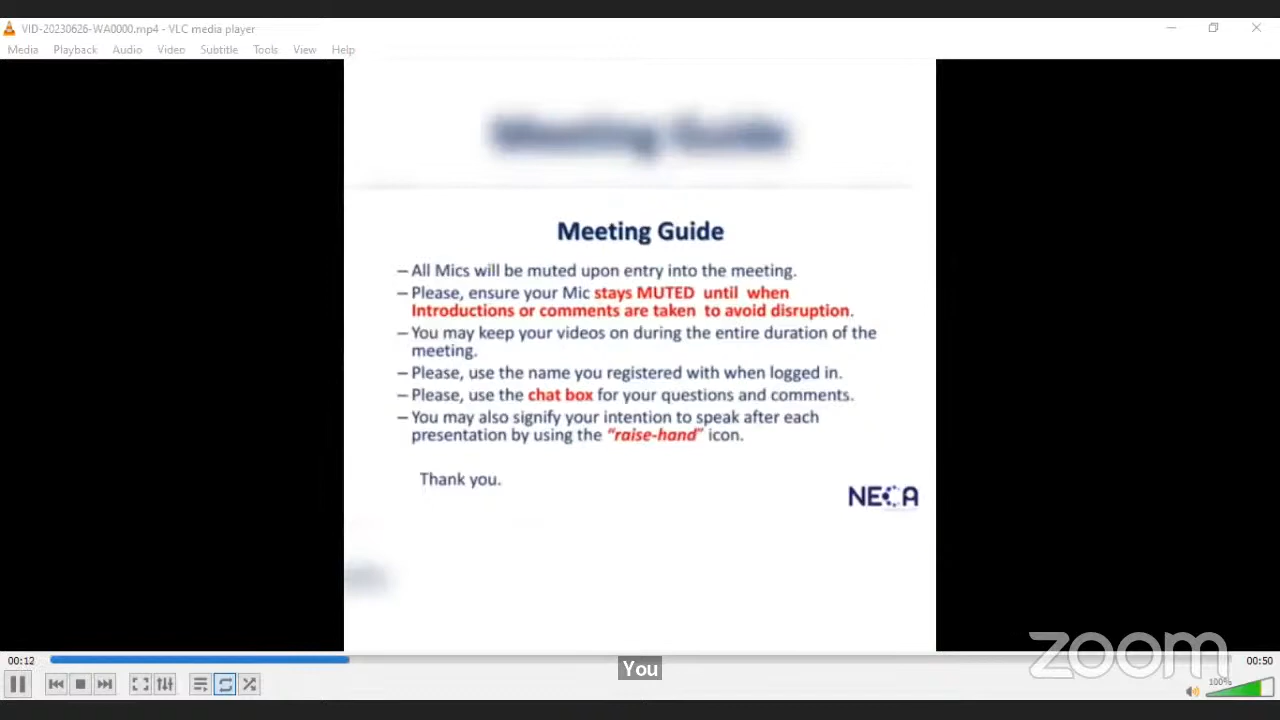 VID-20230626-WA0000.mp4 - VLC media player
Media Playback Audio Video Subtitle Tools View Help
Meeting Guide
Meeting Guide
– All Mics will be muted upon entry into the meeting.
– Please, ensure your Mic stays MUTED until when
Introductions or comments are taken to avoid disruption.
– You may keep your videos on during the entire duration of the
meeting.
– Please, use the name you registered with when logged in.
– Please, use the chat box for your questions and comments.
– You may also signify your intention to speak after each
presentation by using the “raise-hand” icon.
Thank you.
NECA
zoom
00:12
00:50
You
100%